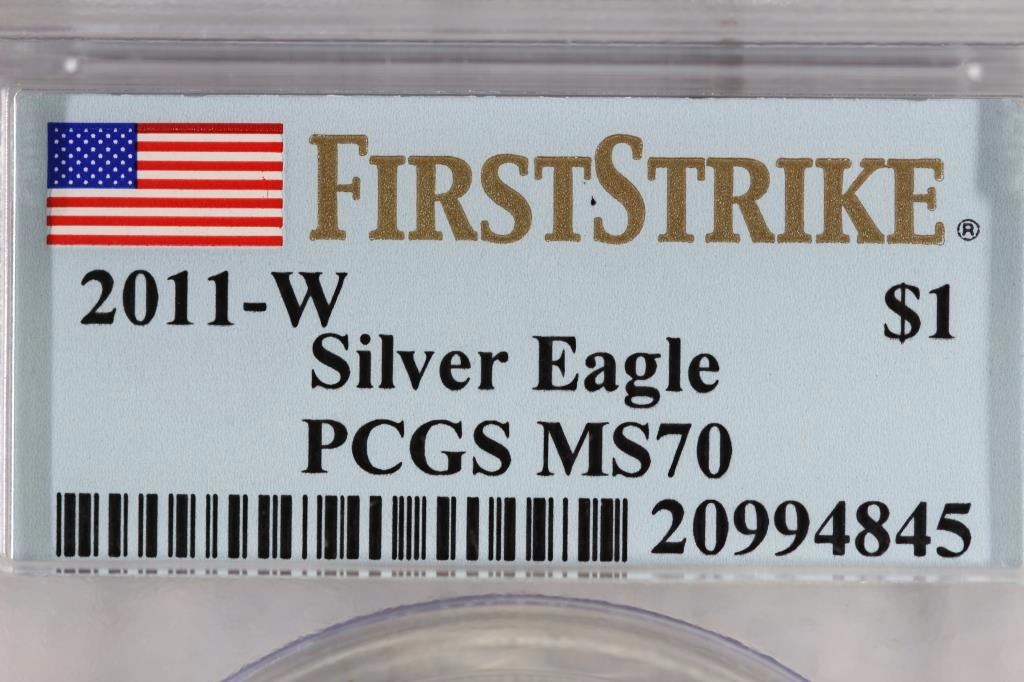 FIRSTSTRIKE®
2011-W $1
Silver Eagle
PCGS MS70
20994845